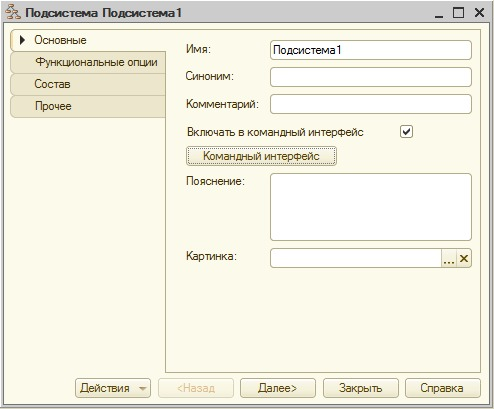 Подсистема Подсистема1
Основные
Функциональные опции
Состав
Прочее
Имя: Подсистема1
Синоним:
Комментарий:
Включать в командный интерфейс
Командный интерфейс
Пояснение:
Картинка: ...
Действия <Назад Далее> Закрыть Справка